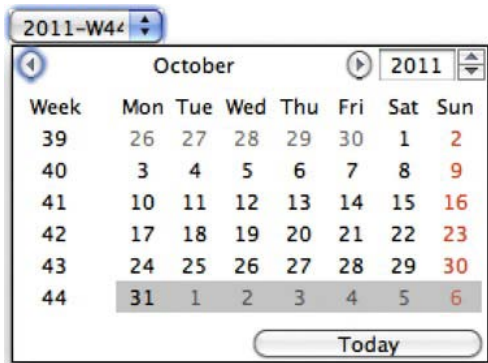 2011-W44
October 2011
Week Mon Tue Wed Thu Fri Sat Sun
39 26 27 28 29 30 1 2
40 3 4 5 6 7 8 9
41 10 11 12 13 14 15 16
42 17 18 19 20 21 22 23
43 24 25 26 27 28 29 30
44 31 1 2 3 4 5 6
Today